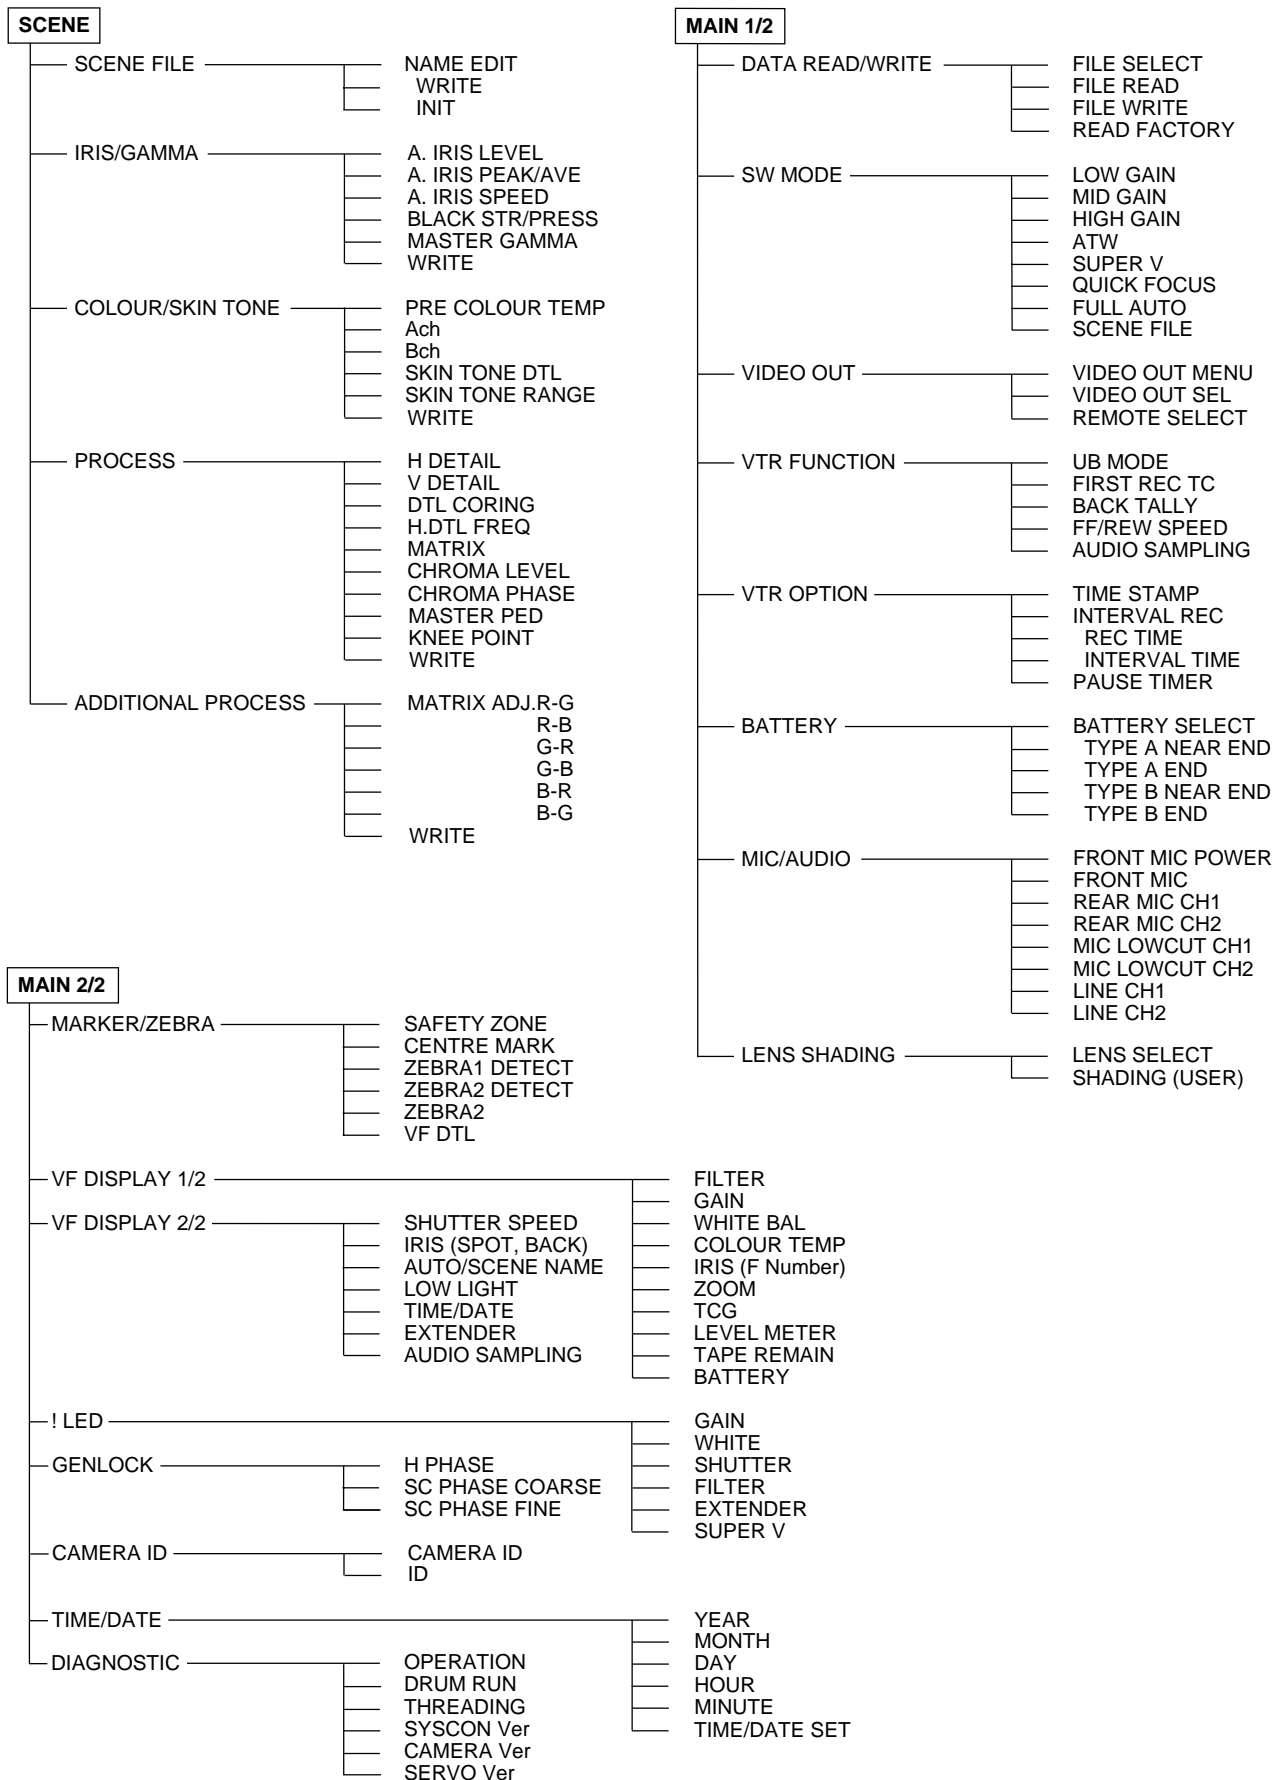 SCENE
SCENE FILE
NAME EDIT
WRITE
INIT
IRIS/GAMMA
A. IRIS LEVEL
A. IRIS PEAK/AVE
A. IRIS SPEED
BLACK STR/PRESS
MASTER GAMMA
WRITE
COLOUR/SKIN TONE
PRE COLOUR TEMP
Ach
Bch
SKIN TONE DTL
SKIN TONE RANGE
WRITE
PROCESS
H DETAIL
V DETAIL
DTL CORING
H.DTL FREQ
MATRIX
CHROMA LEVEL
CHROMA PHASE
MASTER PED
KNEE POINT
WRITE
ADDITIONAL PROCESS
MATRIX ADJ.R-G
R-B
G-R
G-B
B-R
B-G
WRITE
MAIN 1/2
DATA READ/WRITE
FILE SELECT
FILE READ
FILE WRITE
READ FACTORY
SW MODE
LOW GAIN
MID GAIN
HIGH GAIN
ATW
SUPER V
QUICK FOCUS
FULL AUTO
SCENE FILE
VIDEO OUT
VIDEO OUT MENU
VIDEO OUT SEL
REMOTE SELECT
VTR FUNCTION
UB MODE
FIRST REC TC
BACK TALLY
FF/REW SPEED
AUDIO SAMPLING
VTR OPTION
TIME STAMP
INTERVAL REC
REC TIME
INTERVAL TIME
PAUSE TIMER
BATTERY
BATTERY SELECT
TYPE A NEAR END
TYPE A END
TYPE B NEAR END
TYPE B END
MIC/AUDIO
FRONT MIC POWER
FRONT MIC
REAR MIC CH1
REAR MIC CH2
MIC LOWCUT CH1
MIC LOWCUT CH2
LINE CH1
LINE CH2
LENS SHADING
LENS SELECT
SHADING (USER)
MAIN 2/2
MARKER/ZEBRA
SAFETY ZONE
CENTRE MARK
ZEBRA1 DETECT
ZEBRA2 DETECT
ZEBRA2
VF DTL
VF DISPLAY 1/2
FILTER
GAIN
WHITE BAL
COLOUR TEMP
IRIS (F Number)
ZOOM
TCG
LEVEL METER
TAPE REMAIN
BATTERY
VF DISPLAY 2/2
SHUTTER SPEED
IRIS (SPOT, BACK)
AUTO/SCENE NAME
LOW LIGHT
TIME/DATE
EXTENDER
AUDIO SAMPLING
! LED
GAIN
WHITE
SHUTTER
FILTER
EXTENDER
SUPER V
GENLOCK
H PHASE
SC PHASE COARSE
SC PHASE FINE
CAMERA ID
CAMERA ID
ID
TIME/DATE
YEAR
MONTH
DAY
HOUR
MINUTE
TIME/DATE SET
DIAGNOSTIC
OPERATION
DRUM RUN
THREADING
SYSCON Ver
CAMERA Ver
SERVO Ver